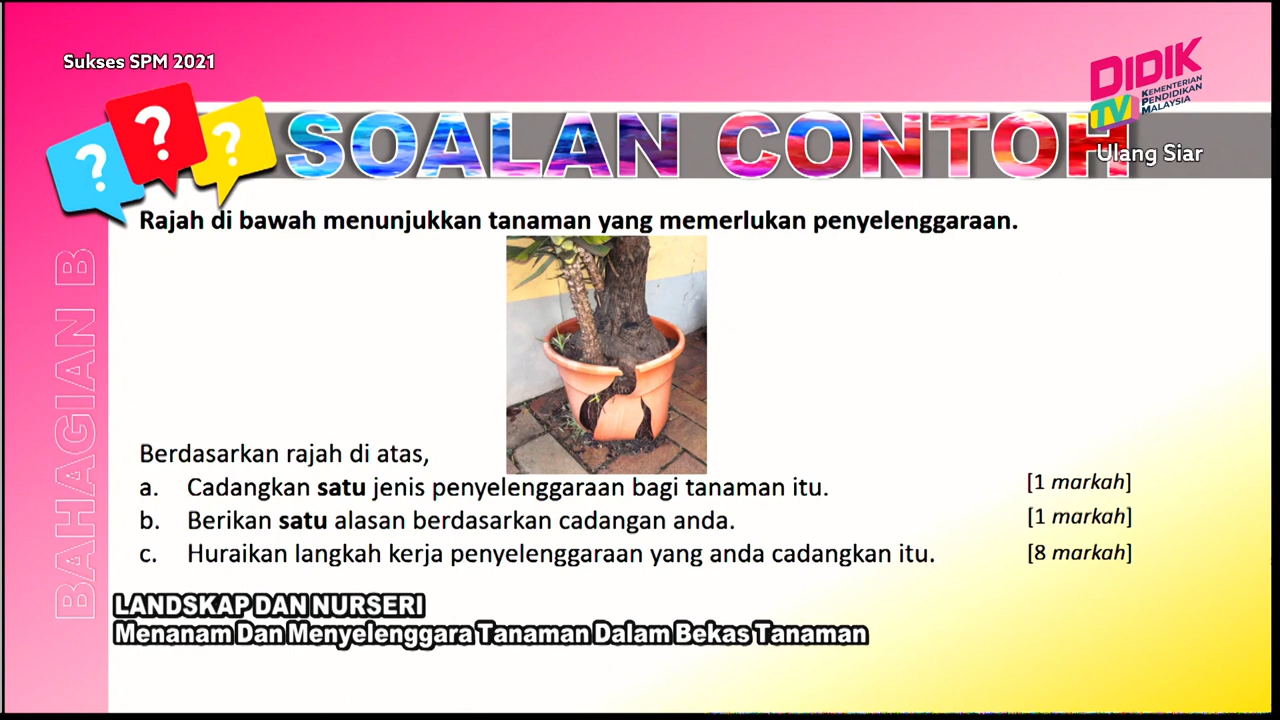 Sukses SPM 2021
DIDIK
TV
KEMENTERIAN
PENDIDIKAN
MALAYSIA
? ? ?
SOALAN CONTOH
Ulang Siar
BAHAGIAN B
Rajah di bawah menunjukkan tanaman yang memerlukan penyelenggaraan.
Berdasarkan rajah di atas,
a. Cadangkan satu jenis penyelenggaraan bagi tanaman itu. [1 markah]
b. Berikan satu alasan berdasarkan cadangan anda. [1 markah]
c. Huraikan langkah kerja penyelenggaraan yang anda cadangkan itu. [8 markah]
LANDSKAP DAN NURSERI
Menanam Dan Menyelenggara Tanaman Dalam Bekas Tanaman